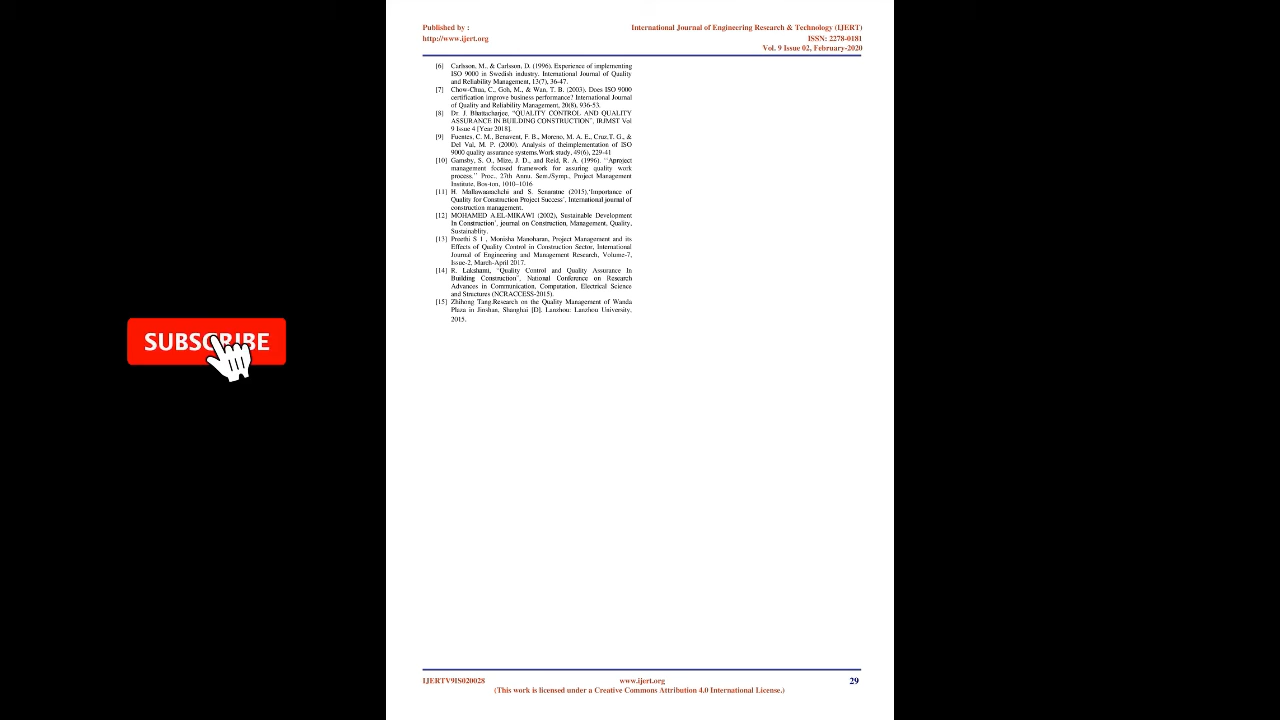 Published by :
http://www.ijert.org
International Journal of Engineering Research & Technology (IJERT)
ISSN: 2278-0181
Vol. 9 Issue 02, February-2020
[6] Carlsson, M., & Carlsson, D. (1996). Experience of implementing
ISO 9000 in Swedish industry. International Journal of Quality
and Reliability Management, 13(7), 36-47.
[7] Chow-Chua, C., Goh, M., & Wan, T. B. (2003). Does ISO 9000
certification improve business performance? International Journal
of Quality and Reliability Management, 20(8), 936-53.
[8] Dr. J. Bhattacharjee, "QUALITY CONTROL AND QUALITY
ASSURANCE IN BUILDING CONSTRUCTION", IRJMST Vol
9 Issue 4 [Year 2018].
[9] Fuentes, C. M., Benavent, F. B., Moreno, M. A. E., Cruz,T. G., &
Del Val, M. P. (2000). Analysis of theimplementation of ISO
9000 quality assurance systems.Work study, 49(6), 229-41
[10] Gamsby, S. O., Mize, J. D., and Reid, R. A. (1996). ''Aproject
management focused framework for assuring quality work
process.'' Proc., 27th Annu. Sem./Symp., Project Management
Institute, Bos-ton, 1010–1016
[11] H. Mallawaarachchi and S. Senaratne (2015),'Importance of
Quality for Construction Project Success', International journal of
construction management.
[12] MOHAMED A.EL-MIKAWI (2002), Sustainable Development
In Construction', journal on Construction, Management, Quality,
Sustainablity.
[13] Preethi S 1 , Monisha Manoharan, Project Management and its
Effects of Quality Control in Construction Sector, International
Journal of Engineering and Management Research, Volume-7,
Issue-2. March-April 2017.
[14] R. Lakshami, "Quality Control and Quality Assurance In
Building Construction", National Conference on Research
Advances in Communication, Computation, Electrical Science
and Structures (NCRACCESS-2015).
[15] Zhihong Tang.Research on the Quality Management of Wanda
Plaza in Jinshan, Shanghai [D]. Lanzhou: Lanzhou University,
2015.
SUBSCRIBE
IJERTV9IS020028
www.ijert.org
29
(This work is licensed under a Creative Commons Attribution 4.0 International License.)